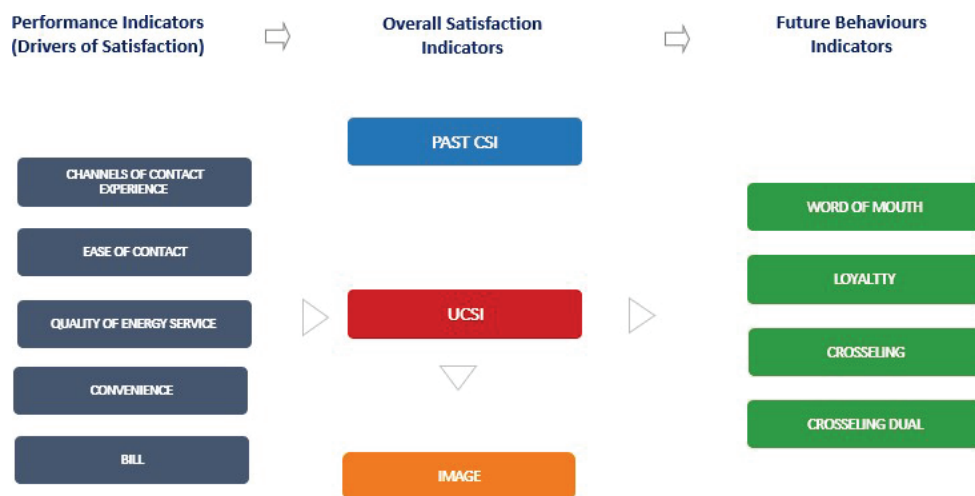 Performance Indicators
(Drivers of Satisfaction)
Overall Satisfaction
Indicators
Future Behaviours
Indicators
CHANNELS OF CONTACT
EXPERIENCE
EASE OF CONTACT
QUALITY OF ENERGY SERVICE
CONVENIENCE
BILL
PAST CSI
UCSI
IMAGE
WORD OF MOUTH
LOYALTTY
CROSSELING
CROSSELING DUAL